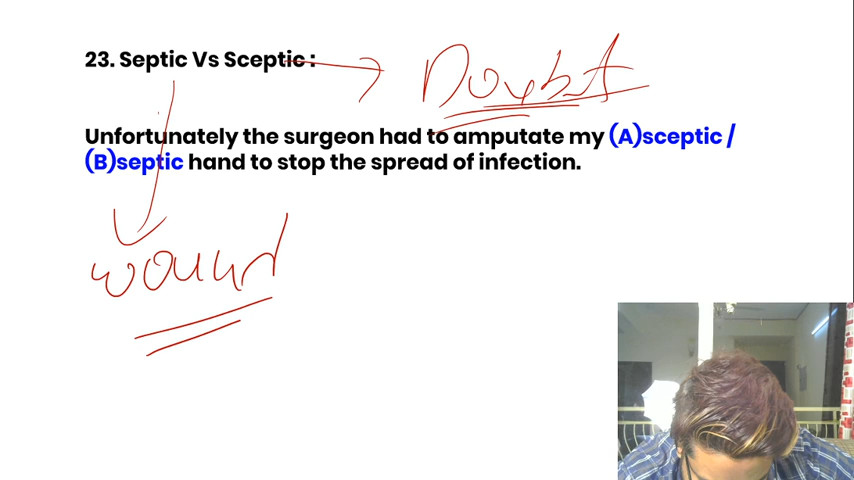 23. Septic Vs Sceptic :
Doubt
Unfortunately the surgeon had to amputate my (A)sceptic /
(B)septic hand to stop the spread of infection.
wound